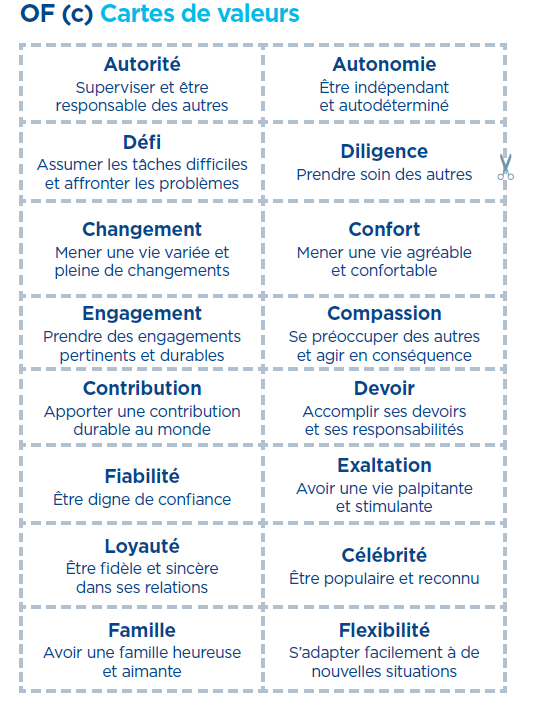 OF (c) Cartes de valeurs
Autorité
Superviser et être
responsable des autres
Autonomie
Être indépendant
et autodéterminé
Défi
Assumer les tâches difficiles
et affronter les problèmes
Diligence
Prendre soin des autres
Changement
Mener une vie variée et
pleine de changements
Confort
Mener une vie agréable
et confortable
Engagement
Prendre des engagements
pertinents et durables
Compassion
Se préoccuper des autres
et agir en conséquence
Contribution
Apporter une contribution
durable au monde
Devoir
Accomplir ses devoirs
et ses responsabilités
Fiabilité
Être digne de confiance
Exaltation
Avoir une vie palpitante
et stimulante
Loyauté
Être fidèle et sincère
dans ses relations
Célébrité
Être populaire et reconnu
Famille
Avoir une famille heureuse
et aimante
Flexibilité
S'adapter facilement à de
nouvelles situations